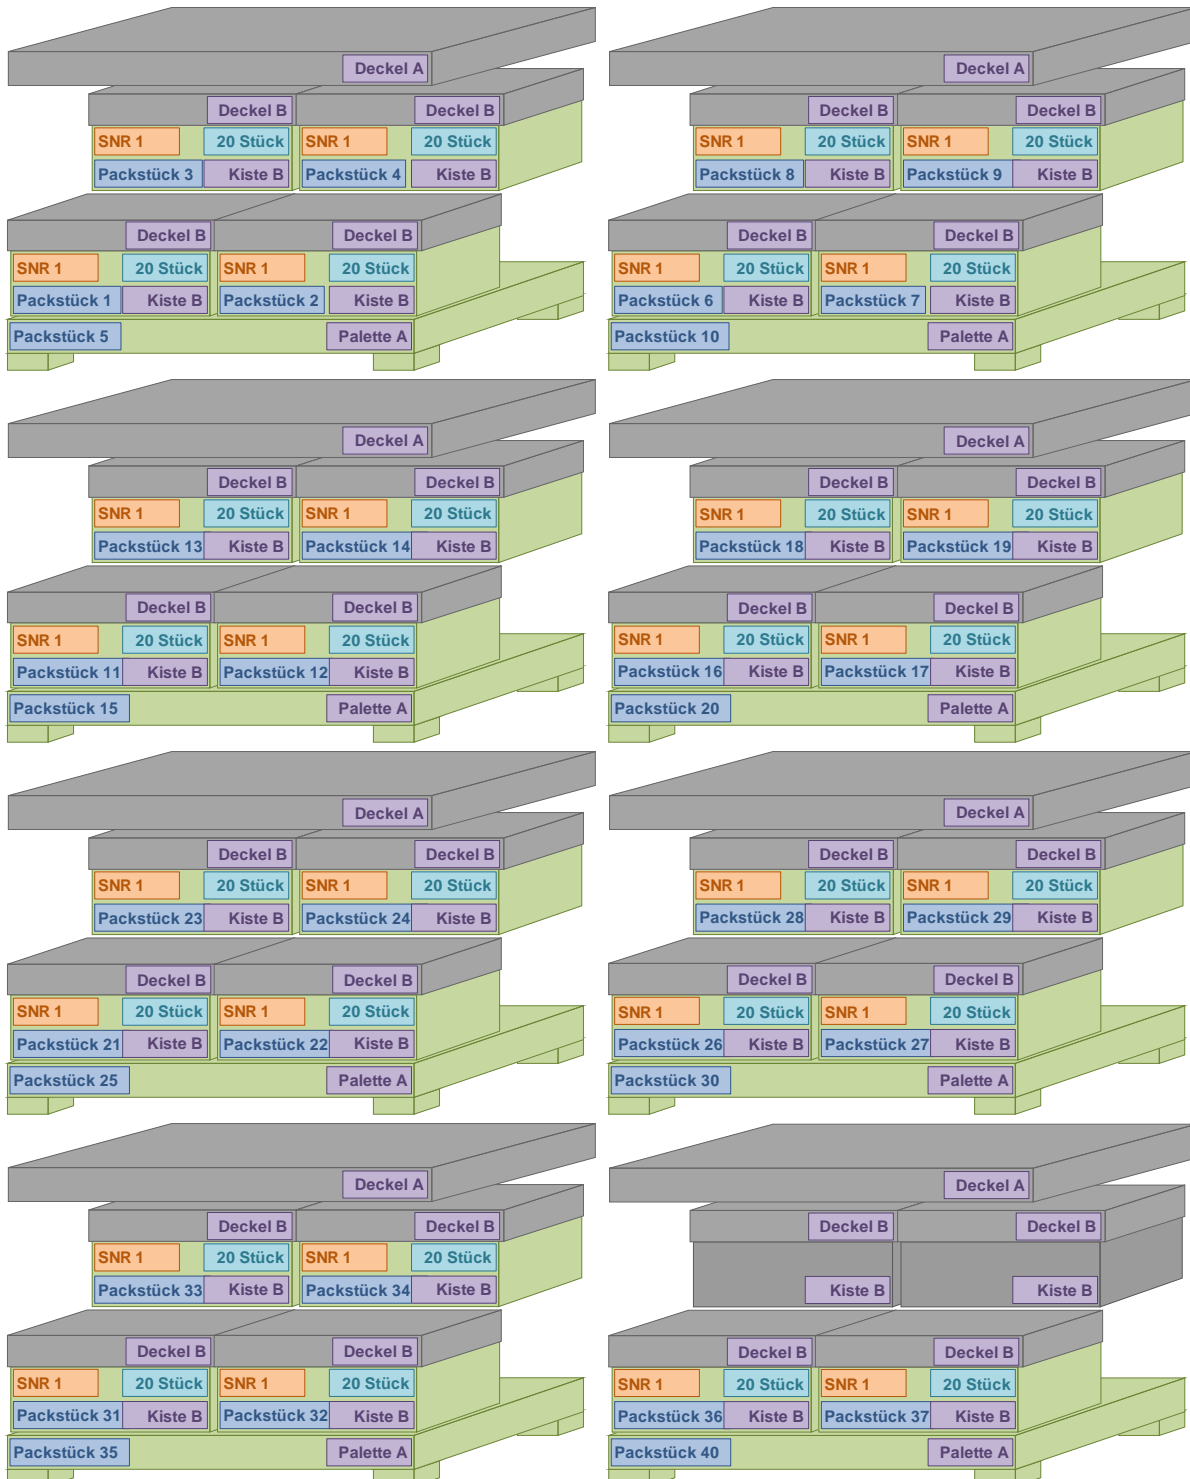 Deckel A
Deckel B Deckel B
SNR 1 20 Stück SNR 1 20 Stück
Packstück 3 Kiste B Packstück 4 Kiste B
Deckel B Deckel B
SNR 1 20 Stück SNR 1 20 Stück
Packstück 1 Kiste B Packstück 2 Kiste B
Packstück 5 Palette A
Deckel A
Deckel B Deckel B
SNR 1 20 Stück SNR 1 20 Stück
Packstück 8 Kiste B Packstück 9 Kiste B
Deckel B Deckel B
SNR 1 20 Stück SNR 1 20 Stück
Packstück 6 Kiste B Packstück 7 Kiste B
Packstück 10 Palette A
Deckel A
Deckel B Deckel B
SNR 1 20 Stück SNR 1 20 Stück
Packstück 13 Kiste B Packstück 14 Kiste B
Deckel B Deckel B
SNR 1 20 Stück SNR 1 20 Stück
Packstück 11 Kiste B Packstück 12 Kiste B
Packstück 15 Palette A
Deckel A
Deckel B Deckel B
SNR 1 20 Stück SNR 1 20 Stück
Packstück 18 Kiste B Packstück 19 Kiste B
Deckel B Deckel B
SNR 1 20 Stück SNR 1 20 Stück
Packstück 16 Kiste B Packstück 17 Kiste B
Packstück 20 Palette A
Deckel A
Deckel B Deckel B
SNR 1 20 Stück SNR 1 20 Stück
Packstück 23 Kiste B Packstück 24 Kiste B
Deckel B Deckel B
SNR 1 20 Stück SNR 1 20 Stück
Packstück 21 Kiste B Packstück 22 Kiste B
Packstück 25 Palette A
Deckel A
Deckel B Deckel B
SNR 1 20 Stück SNR 1 20 Stück
Packstück 28 Kiste B Packstück 29 Kiste B
Deckel B Deckel B
SNR 1 20 Stück SNR 1 20 Stück
Packstück 26 Kiste B Packstück 27 Kiste B
Packstück 30 Palette A
Deckel A
Deckel B Deckel B
SNR 1 20 Stück SNR 1 20 Stück
Packstück 33 Kiste B Packstück 34 Kiste B
Deckel B Deckel B
SNR 1 20 Stück SNR 1 20 Stück
Packstück 31 Kiste B Packstück 32 Kiste B
Packstück 35 Palette A
Deckel A
Deckel B Deckel B
Kiste B Kiste B
Deckel B Deckel B
SNR 1 20 Stück SNR 1 20 Stück
Packstück 36 Kiste B Packstück 37 Kiste B
Packstück 40 Palette A